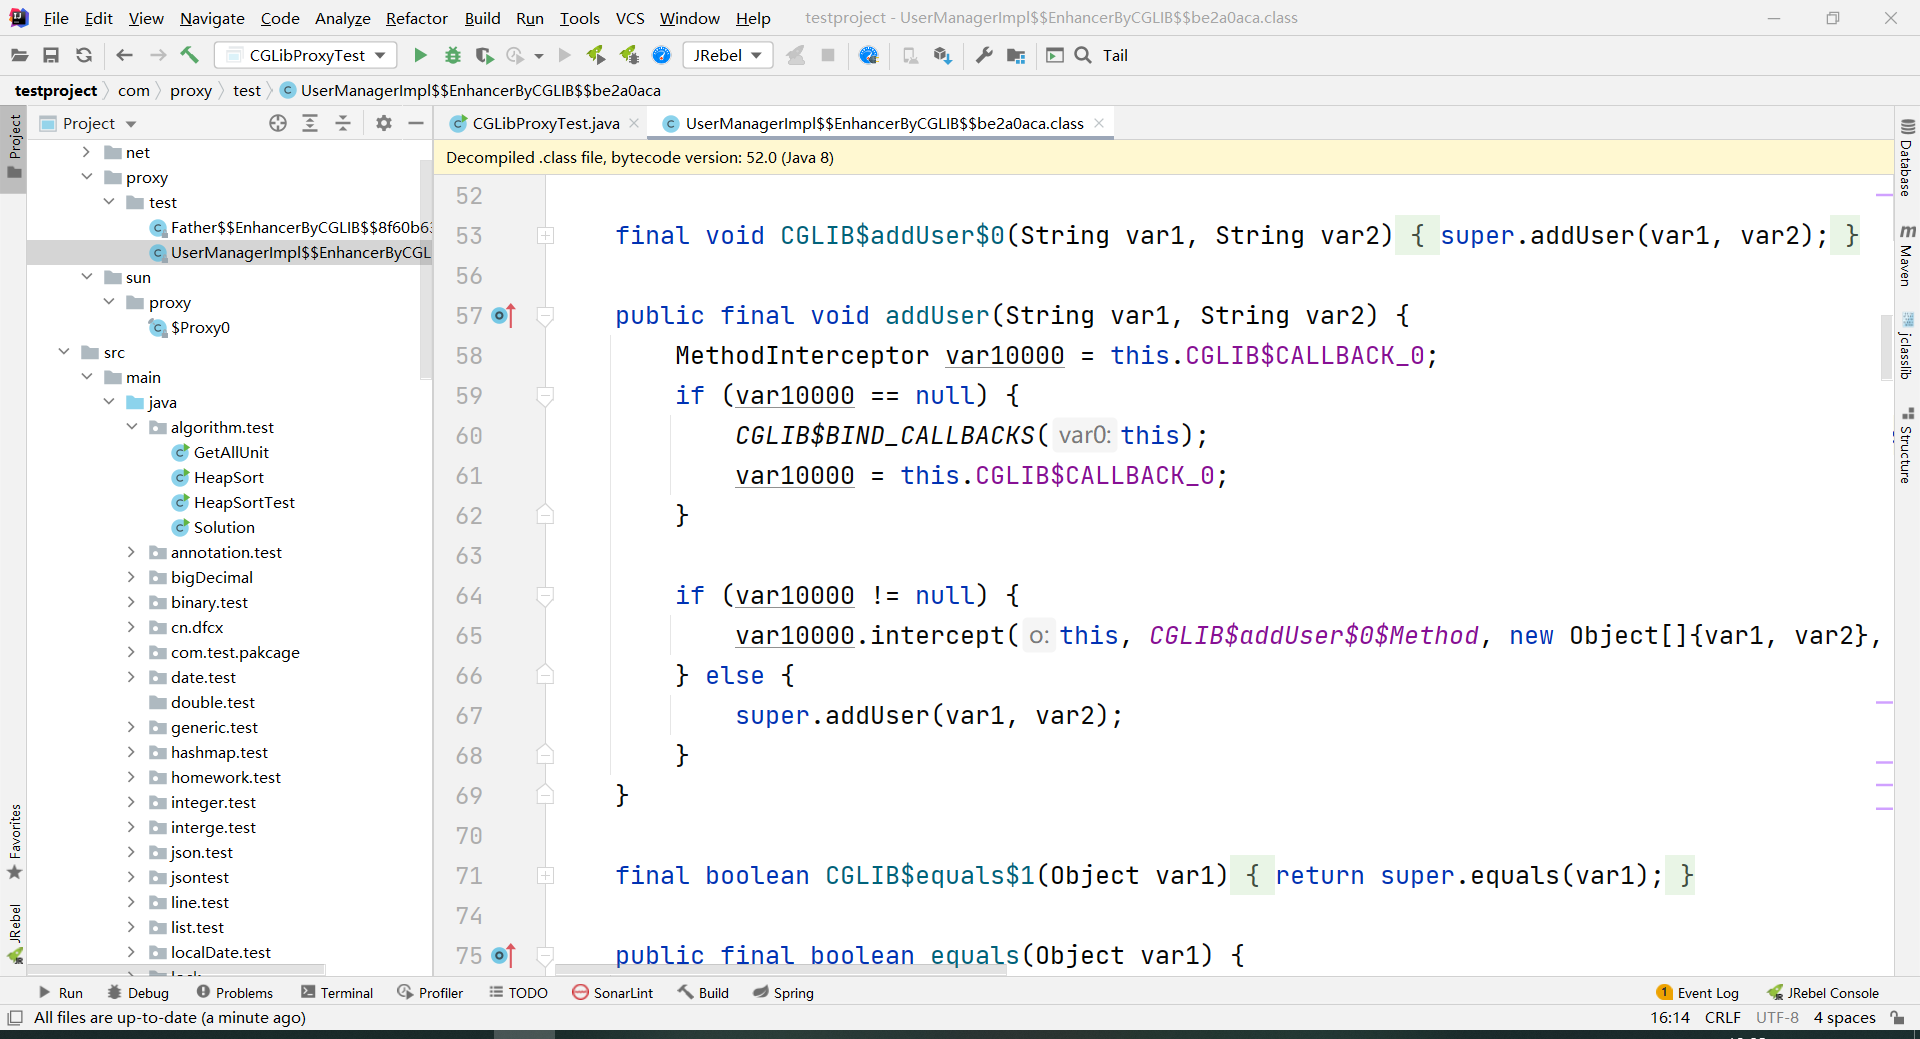 File Edit View Navigate Code Analyze Refactor Build Run Tools VCS Window Help testproject - UserManagerImpl$$EnhancerByCGLIB$$be2a0aca.class
CGLibProxyTest JRebel Tail
testproject com proxy test UserManagerImpl$$EnhancerByCGLIB$$be2a0aca
Project
Project
CGLibProxyTest.java UserManagerImpl$$EnhancerByCGLIB$$be2a0aca.class
Decompiled .class file, bytecode version: 52.0 (Java 8)
net
proxy
test
Father$$EnhancerByCGLIB$$8f60b63
UserManagerImpl$$EnhancerByCGL
sun
proxy
$Proxy0
src
main
java
algorithm.test
GetAllUnit
HeapSort
HeapSortTest
Solution
annotation.test
bigDecimal
binary.test
cn.dfcx
com.test.pakcage
date.test
double.test
generic.test
hashmap.test
homework.test
integer.test
interge.test
json.test
jsontest
line.test
list.test
localDate.test
52
53 final void CGLIB$addUser$0(String var1, String var2) { super.addUser(var1, var2); }
56
57 public final void addUser(String var1, String var2) {
58 MethodInterceptor var10000 = this.CGLIB$CALLBACK_0;
59 if (var10000 == null) {
60 CGLIB$BIND_CALLBACKS( var0: this);
61 var10000 = this.CGLIB$CALLBACK_0;
62 }
63
64 if (var10000 != null) {
65 var10000.intercept( o: this, CGLIB$addUser$0$Method, new Object[]{var1, var2},
66 } else {
67 super.addUser(var1, var2);
68 }
69 }
70
71 final boolean CGLIB$equals$1(Object var1) { return super.equals(var1); }
74
75 public final boolean equals(Object var1) {
Database
m Maven
jclasslib
Structure
Favorites
JRebel
Run Debug Problems Terminal Profiler TODO SonarLint Build Spring 1 Event Log JRebel Console
All files are up-to-date (a minute ago) 16:14 CRLF UTF-8 4 spaces